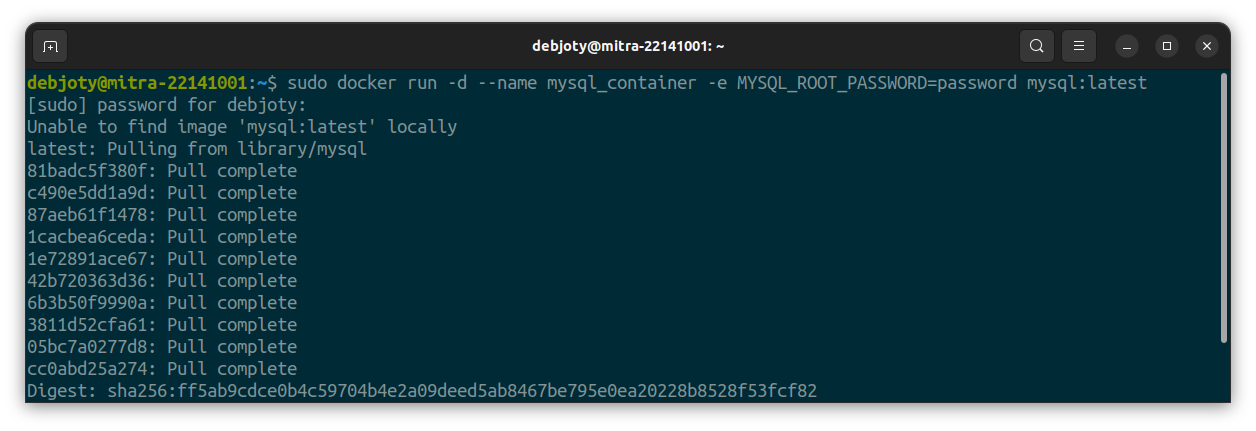 debjoty@mitra-22141001: ~
debjoty@mitra-22141001:~$ sudo docker run -d --name mysql_container -e MYSQL_ROOT_PASSWORD=password mysql:latest
[sudo] password for debjoty:
Unable to find image 'mysql:latest' locally
latest: Pulling from library/mysql
81badc5f380f: Pull complete
c490e5dd1a9d: Pull complete
87aeb61f1478: Pull complete
1cacbea6ceda: Pull complete
1e72891ace67: Pull complete
42b720363d36: Pull complete
6b3b50f9990a: Pull complete
3811d52cfa61: Pull complete
05bc7a0277d8: Pull complete
cc0abd25a274: Pull complete
Digest: sha256:ff5ab9cdce0b4c59704b4e2a09deed5ab8467be795e0ea20228b8528f53fcf82